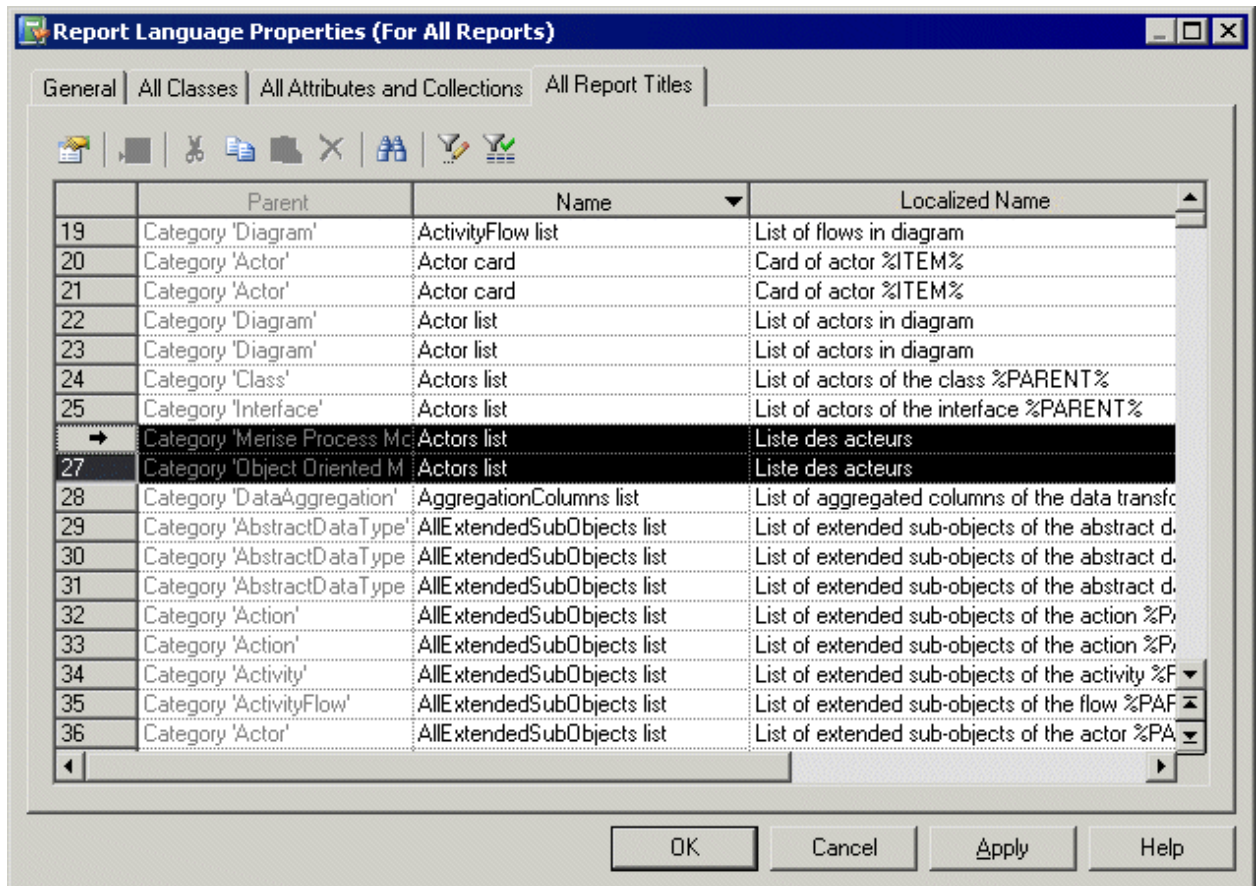 Report Language Properties (For All Reports)
General All Classes All Attributes and Collections All Report Titles
Parent Name Localized Name
19 Category 'Diagram' ActivityFlow list List of flows in diagram
20 Category 'Actor' Actor card Card of actor %ITEM%
21 Category 'Actor' Actor card Card of actor %ITEM%
22 Category 'Diagram' Actor list List of actors in diagram
23 Category 'Diagram' Actor list List of actors in diagram
24 Category 'Class' Actors list List of actors of the class %PARENT%
25 Category 'Interface' Actors list List of actors of the interface %PARENT%
Category 'Merise Process Mc Actors list Liste des acteurs
27 Category 'Object Oriented M Actors list Liste des acteurs
28 Category 'DataAggregation' AggregationColumns list List of aggregated columns of the data transfo
29 Category 'AbstractDataType' AllExtendedSubObjects list List of extended sub-objects of the abstract d
30 Category 'AbstractDataType AllExtendedSubObjects list List of extended sub-objects of the abstract d
31 Category 'AbstractDataType AllExtendedSubObjects list List of extended sub-objects of the abstract d
32 Category 'Action' AllExtendedSubObjects list List of extended sub-objects of the action %P
33 Category 'Action' AllExtendedSubObjects list List of extended sub-objects of the action %P
34 Category 'Activity' AllExtendedSubObjects list List of extended sub-objects of the activity %F
35 Category 'ActivityFlow' AllExtendedSubObjects list List of extended sub-objects of the flow %PAF
36 Category 'Actor' AllExtendedSubObjects list List of extended sub-objects of the actor %PA
OK Cancel Apply Help